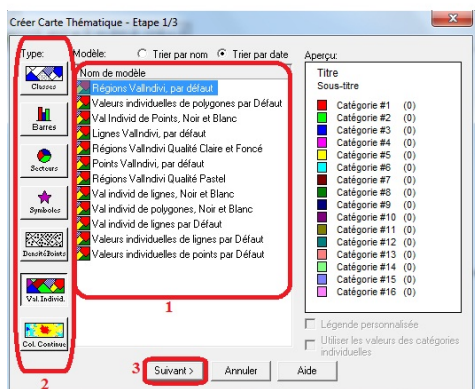 Créer Carte Thématique - Etape 1/3
Type:
Classes
Barres
Secteurs
Symboles
DensitéPoints
Val. Individ.
Col. Continue
2
Modèle:
Trier par nom
Trier par date
Nom de modèle
Régions ValIndivi, par défaut
Valeurs individuelles de polygones par Défaut
Val Individ de Points, Noir et Blanc
Lignes ValIndivi, par défaut
Régions ValIndivi Qualité Claire et Foncé
Points ValIndivi, par défaut
Régions ValIndivi Qualité Pastel
Val individ de lignes, Noir et Blanc
Val individ de polygones, Noir et Blanc
Val individ de lignes par Défaut
Valeurs individuelles de lignes par Défaut
Valeurs individuelles de points par Défaut
1
Aperçu:
Titre
Sous-titre
Catégorie #1 (0)
Catégorie #2 (0)
Catégorie #3 (0)
Catégorie #4 (0)
Catégorie #5 (0)
Catégorie #6 (0)
Catégorie #7 (0)
Catégorie #8 (0)
Catégorie #9 (0)
Catégorie #10 (0)
Catégorie #11 (0)
Catégorie #12 (0)
Catégorie #13 (0)
Catégorie #14 (0)
Catégorie #15 (0)
Catégorie #16 (0)
Légende personnalisée
Utiliser les valeurs des catégories
individuelles
3
Suivant >
Annuler
Aide